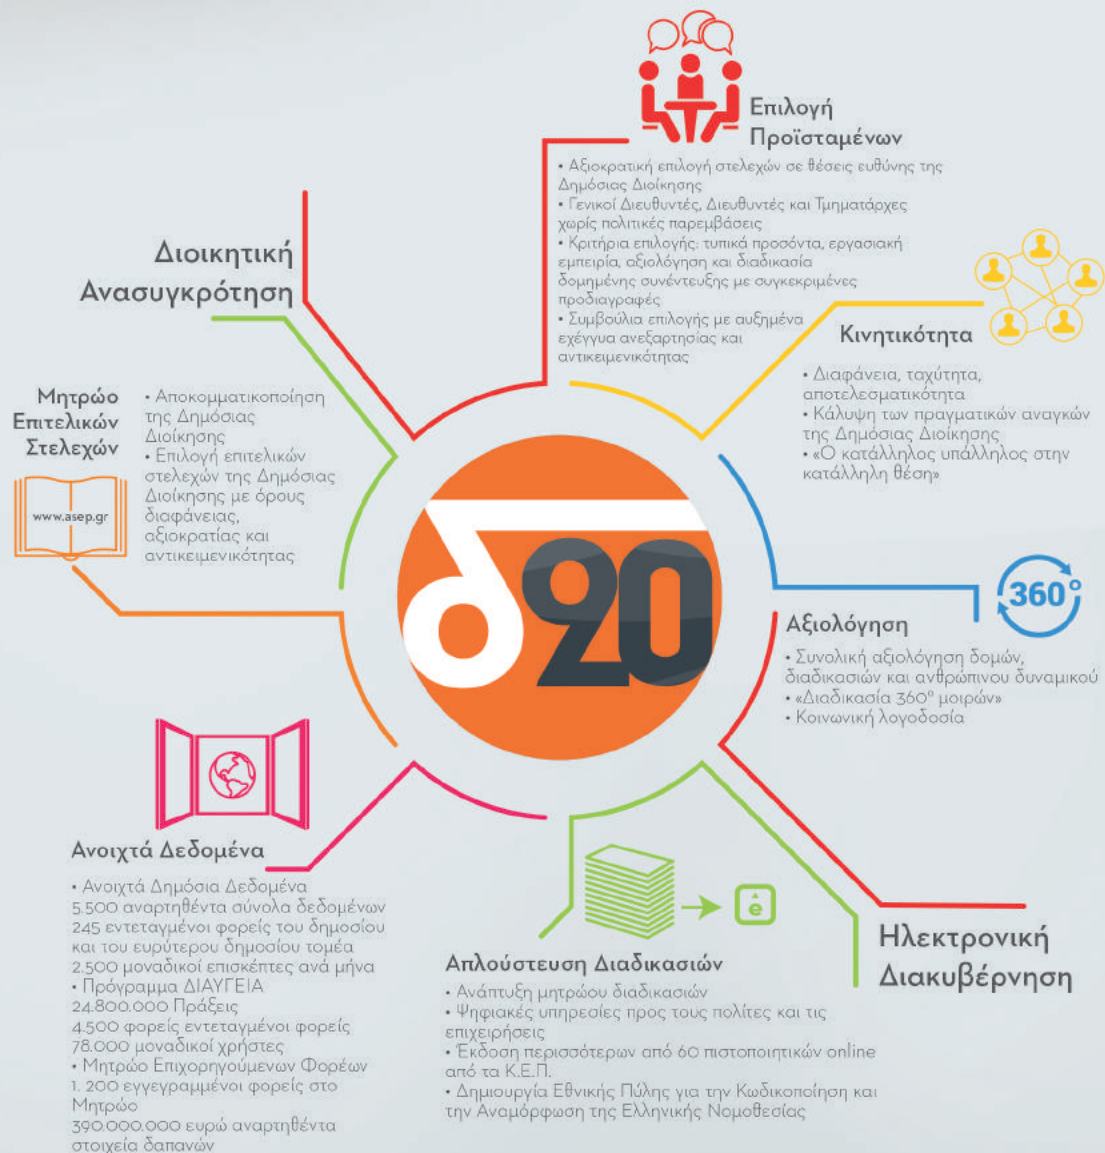 Επιλογή
Προϊσταμένων
• Αξιοκρατική επιλογή στελεχών σε θέσεις ευθύνης της
Δημόσιας Διοίκησης
• Γενικοί Διευθυντές, Διευθυντές και Τμηματάρχες
χωρίς πολιτικές παρεμβάσεις
• Κριτήρια επιλογής: τυπικά προσόντα, εργασιακή
εμπειρία, αξιολόγηση και διαδικασία
δομημένης συνέντευξης με συγκεκριμένες
προδιαγραφές
• Συμβούλια επιλογής με αυξημένα
εχέγγυα ανεξαρτησίας και
αντικειμενικότητας
Διοικητική
Ανασυγκρότηση
Κινητικότητα
• Διαφάνεια, ταχύτητα,
αποτελεσματικότητα
• Κάλυψη των πραγματικών αναγκών
της Δημόσιας Διοίκησης
• «Ο κατάλληλος υπάλληλος στην
κατάλληλη θέση»
Μητρώο
Επιτελικών
Στελεχών
www.asep.gr
• Αποκομματικοποίηση
της Δημόσιας
Διοίκησης
• Επιλογή επιτελικών
στελεχών της Δημόσιας
Διοίκησης με όρους
διαφάνειας,
αξιοκρατίας και
αντικειμενικότητας
δ20
360°
Αξιολόγηση
• Συνολική αξιολόγηση δομών,
διαδικασιών και ανθρώπινου δυναμικού
• «Διαδικασία 360° μοιρών»
• Κοινωνική λογοδοσία
Ανοιχτά Δεδομένα
• Ανοιχτά Δημόσια Δεδομένα
5.500 αναρτηθέντα σύνολα δεδομένων
245 εντεταγμένοι φορείς του δημοσίου
και του ευρύτερου δημοσίου τομέα
2.500 μοναδικοί επισκέπτες ανά μήνα
• Πρόγραμμα ΔΙΑΥΓΕΙΑ
24.800.000 Πράξεις
4.500 φορείς εντεταγμένοι φορείς
78.000 μοναδικοί χρήστες
• Μητρώο Επιχορηγούμενων Φορέων
1. 200 εγγεγραμμένοι φορείς στο
Μητρώο
390.000.000 ευρώ αναρτηθέντα
στοιχεία δαπανών
e
Απλούστευση Διαδικασιών
• Ανάπτυξη μητρώου διαδικασιών
• Ψηφιακές υπηρεσίες προς τους πολίτες και τις
επιχειρήσεις
• Έκδοση περισσότερων από 60 πιστοποιητικών online
από τα Κ.Ε.Π.
• Δημιουργία Εθνικής Πύλης για την Κωδικοποίηση και
την Αναμόρφωση της Ελληνικής Νομοθεσίας
Ηλεκτρονική
Διακυβέρνηση